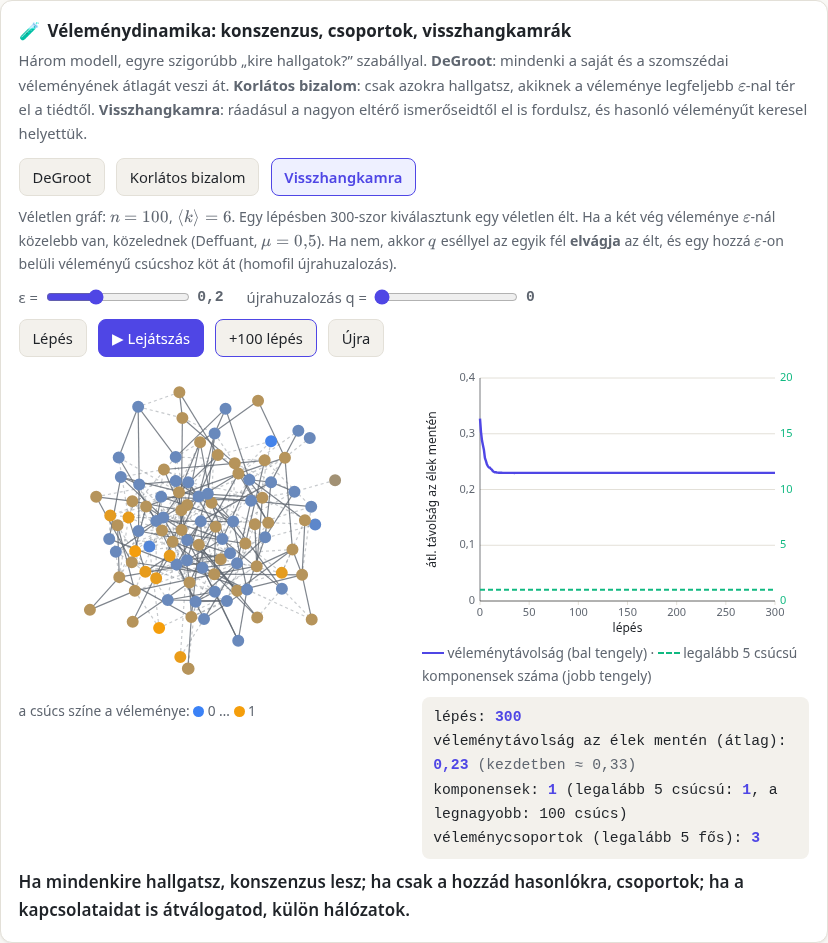 🧪 Véleménydinamika: konszenzus, csoportok, visszhangkamrák
Három modell, egyre szigorúbb „kire hallgatok?” szabállyal. DeGroot: mindenki a saját és a szomszédai
véleményének átlagát veszi át. Korlátos bizalom: csak azokra hallgatsz, akiknek a véleménye legfeljebb ε-nal tér
el a tiédtől. Visszhangkamra: ráadásul a nagyon eltérő ismerőseidtől el is fordulsz, és hasonló véleményűt keresel
helyettük.
DeGroot
Korlátos bizalom
Visszhangkamra
Véletlen gráf: n = 100, ⟨k⟩ = 6. Egy lépésben 300-szor kiválasztunk egy véletlen élt. Ha a két vég véleménye ε-nál
közelebb van, közelednek (Deffuant, μ = 0,5). Ha nem, akkor q eséllyel az egyik fél elvágja az élt, és egy hozzá ε-on
belüli véleményű csúcshoz köt át (homofil újrahuzalozás).
ε = 0,2 újrahuzalozás q = 0
Lépés
▶ Lejátszás
+100 lépés
Újra
0,4
0,3
0,2
0,1
0
20
15
10
5
0
0 50 100 150 200 250 300
átl. távolság az élek mentén
lépés
véleménytávolság (bal tengely) · legalább 5 csúcsú
komponensek száma (jobb tengely)
a csúcs színe a véleménye: 0 ... 1
lépés: 300
véleménytávolság az élek mentén (átlag):
0,23 (kezdetben ≈ 0,33)
komponensek: 1 (legalább 5 csúcsú: 1, a
legnagyobb: 100 csúcs)
véleménycsoportok (legalább 5 fős): 3
Ha mindenkire hallgatsz, konszenzus lesz; ha csak a hozzád hasonlókra, csoportok; ha a
kapcsolataidat is átválogatod, külön hálózatok.